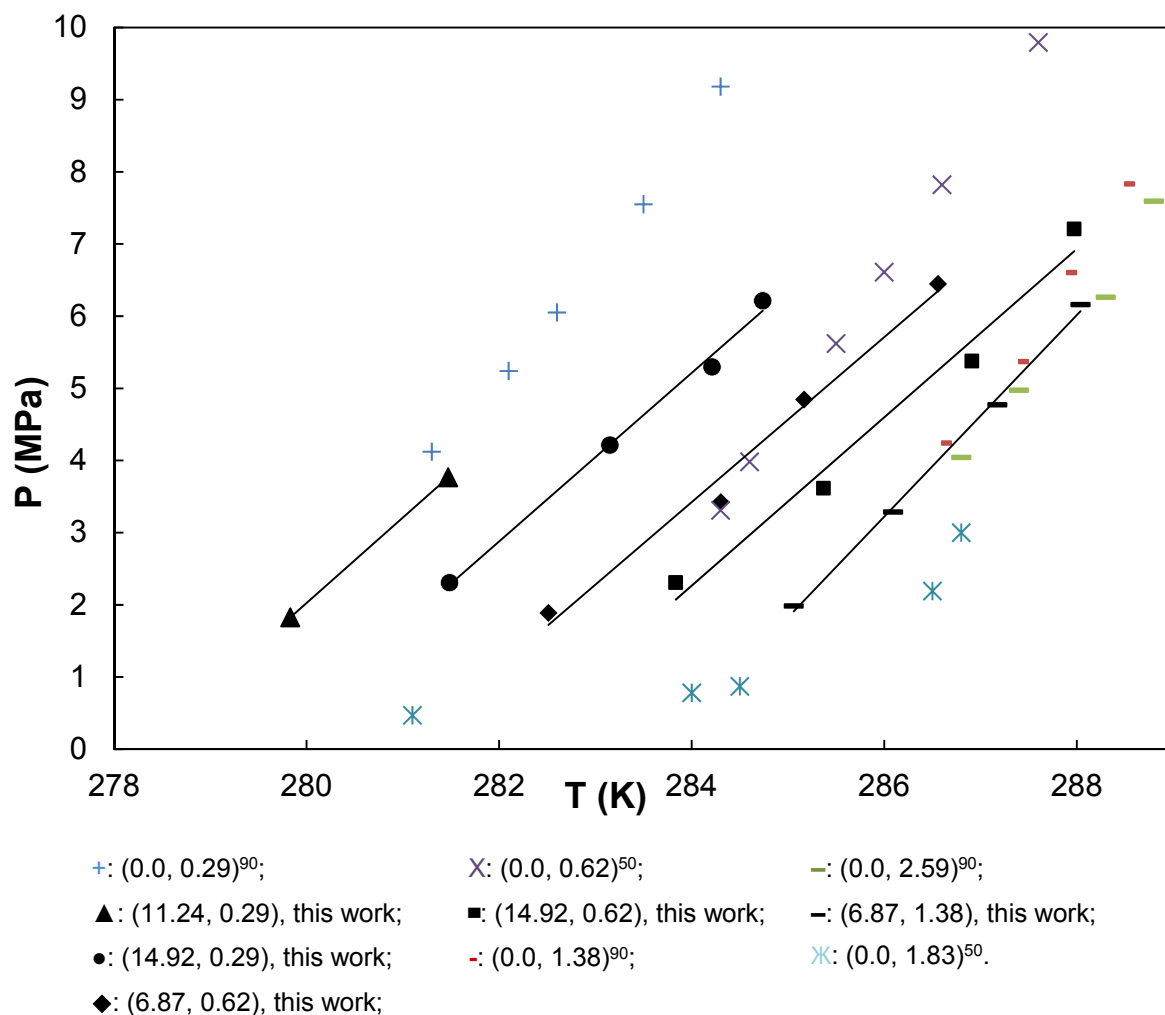 10
9
8
7
6
5
4
3
2
1
0
P (MPa)
278 280 282 284 286 288
T (K)
+: (0.0, 0.29)⁹⁰; ×: (0.0, 0.62)⁵⁰; –: (0.0, 2.59)⁹⁰;
▲: (11.24, 0.29), this work; ■: (14.92, 0.62), this work; –: (6.87, 1.38), this work;
●: (14.92, 0.29), this work; -: (0.0, 1.38)⁹⁰; ж: (0.0, 1.83)⁵⁰.
◆: (6.87, 0.62), this work;